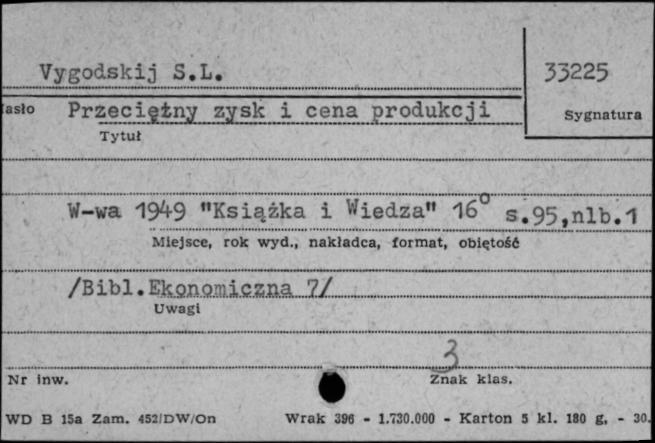 Vygodskij S.L.
33225
asło Przeciętny zysk i cena produkcji
Sygnatura
Tytuł
W-wa 1949 "Książka i Wiedza" 16° s.95,nlb.1
Miejsce, rok wyd., nakładca, format, obiętość
/Bibl.Ekonomiczna 7/
Uwagi
3
Nr inw.
Znak klas.
WD B 15a Zam. 452/DW/On Wrak 396 - 1.730.000 - Karton 5 kl. 180 g, - 30.